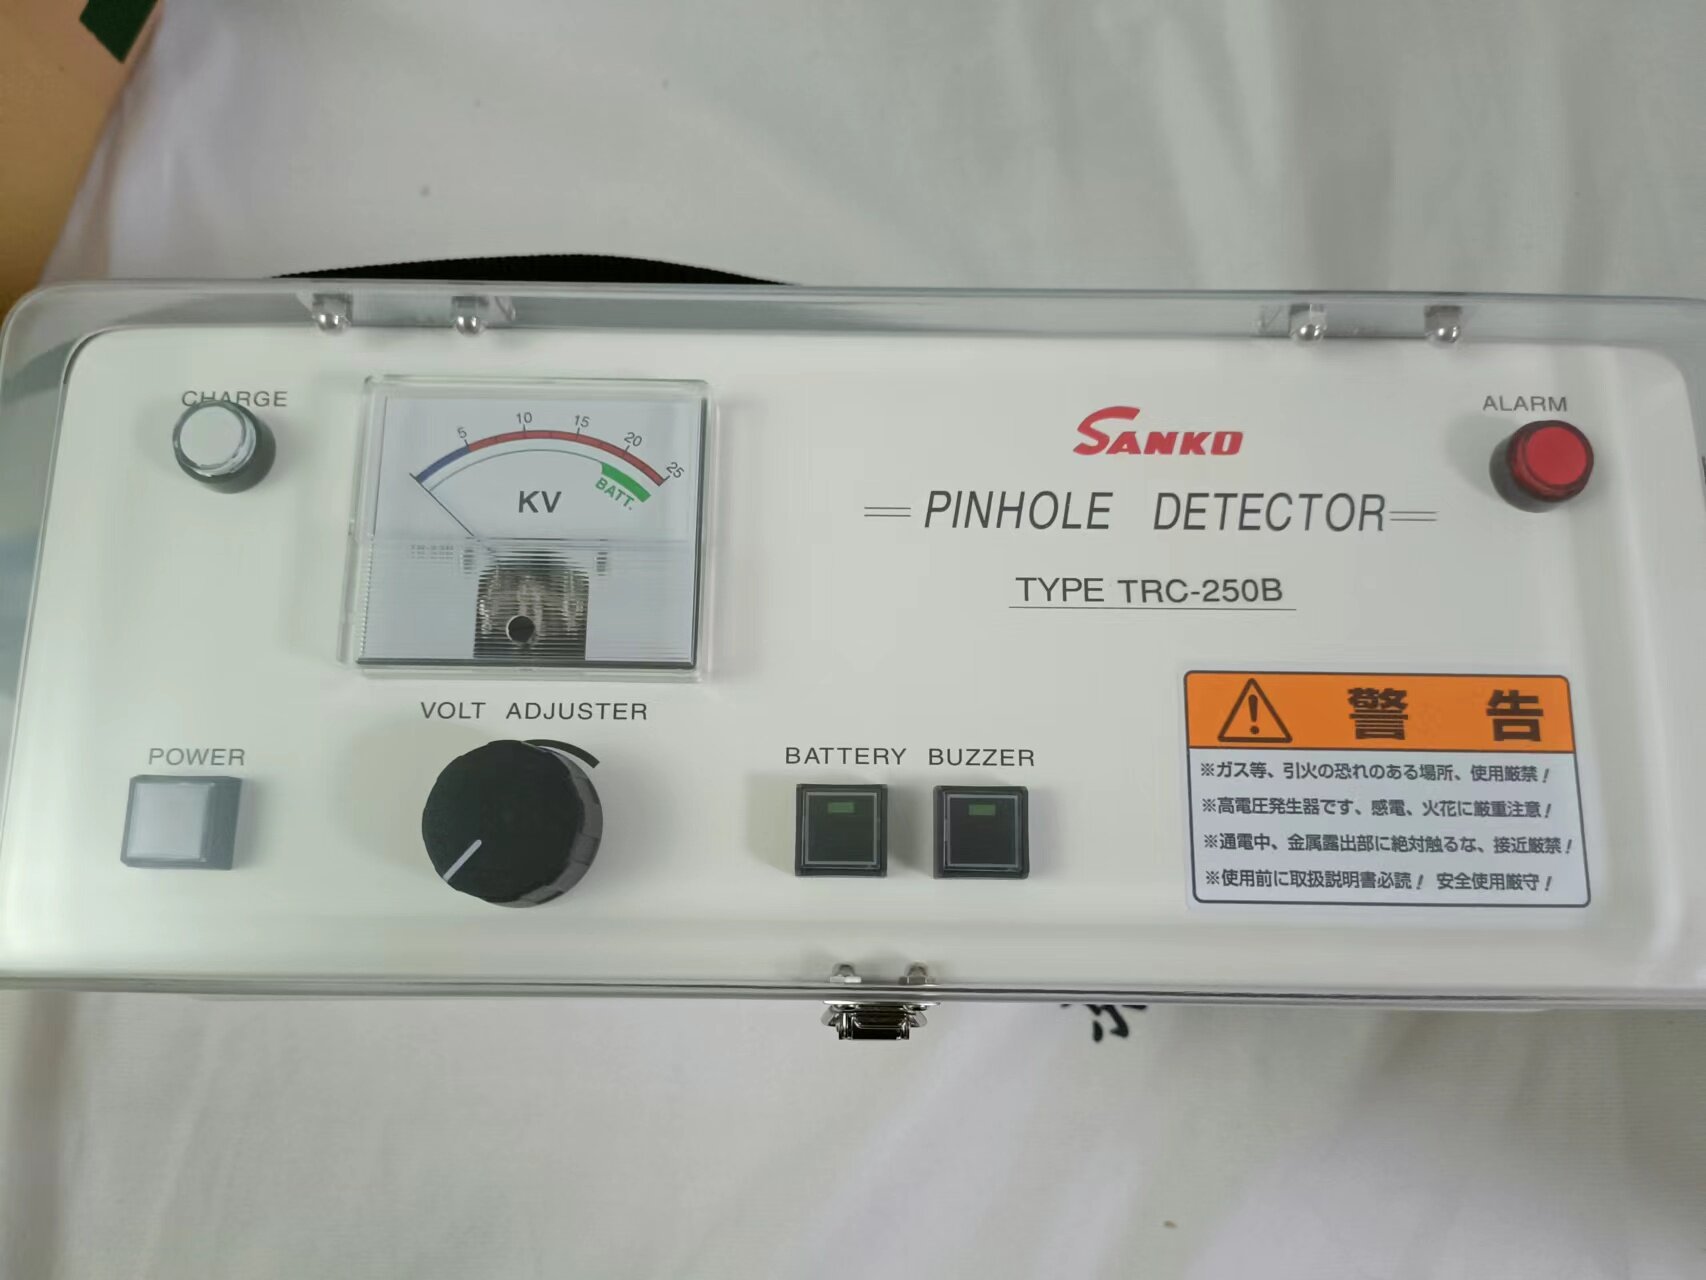 CHARGE
5 10 15 20 25
BATT.
KV
SANKO
ALARM
PINHOLE DETECTOR
TYPE TRC-250B
VOLT ADJUSTER
POWER
BATTERY BUZZER
警告
※ガス等、引火の恐れのある場所、使用厳禁!
※高電圧発生器です、感電、火花に厳重注意!
※通電中、金属露出部に絶対触るな、接近厳禁!
※使用前に取扱説明書必読! 安全使用厳守!